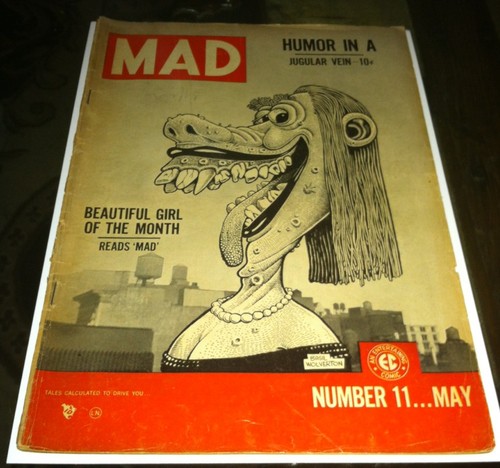 MAD
HUMOR IN A
JUGULAR VEIN — 10¢
BEAUTIFUL GIRL
OF THE MONTH
READS 'MAD'
BASIL
WOLVERTON
AN ENTERTAINING
EC
COMIC
TALES CALCULATED TO DRIVE YOU...
NUMBER 11...MAY